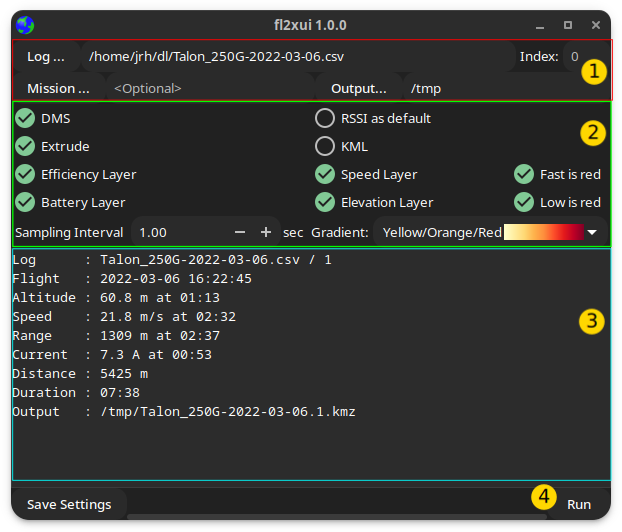 fl2xui 1.0.0
Log ... /home/jrh/dl/Talon_250G-2022-03-06.csv Index: 0
1
Mission ... <Optional> Output... /tmp
DMS RSSI as default
2
Extrude KML
Efficiency Layer Speed Layer Fast is red
Battery Layer Elevation Layer Low is red
Sampling Interval 1.00 − + sec Gradient: Yellow/Orange/Red
Log : Talon_250G-2022-03-06.csv / 1
Flight : 2022-03-06 16:22:45
Altitude : 60.8 m at 01:13
Speed : 21.8 m/s at 02:32
3
Range : 1309 m at 02:37
Current : 7.3 A at 00:53
Distance : 5425 m
Duration : 07:38
Output : /tmp/Talon_250G-2022-03-06.1.kmz
4
Save Settings Run